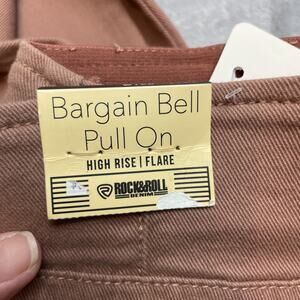 Bargain Bell
Pull On
HIGH RISE | FLARE
ROCK&ROLL
DENIM